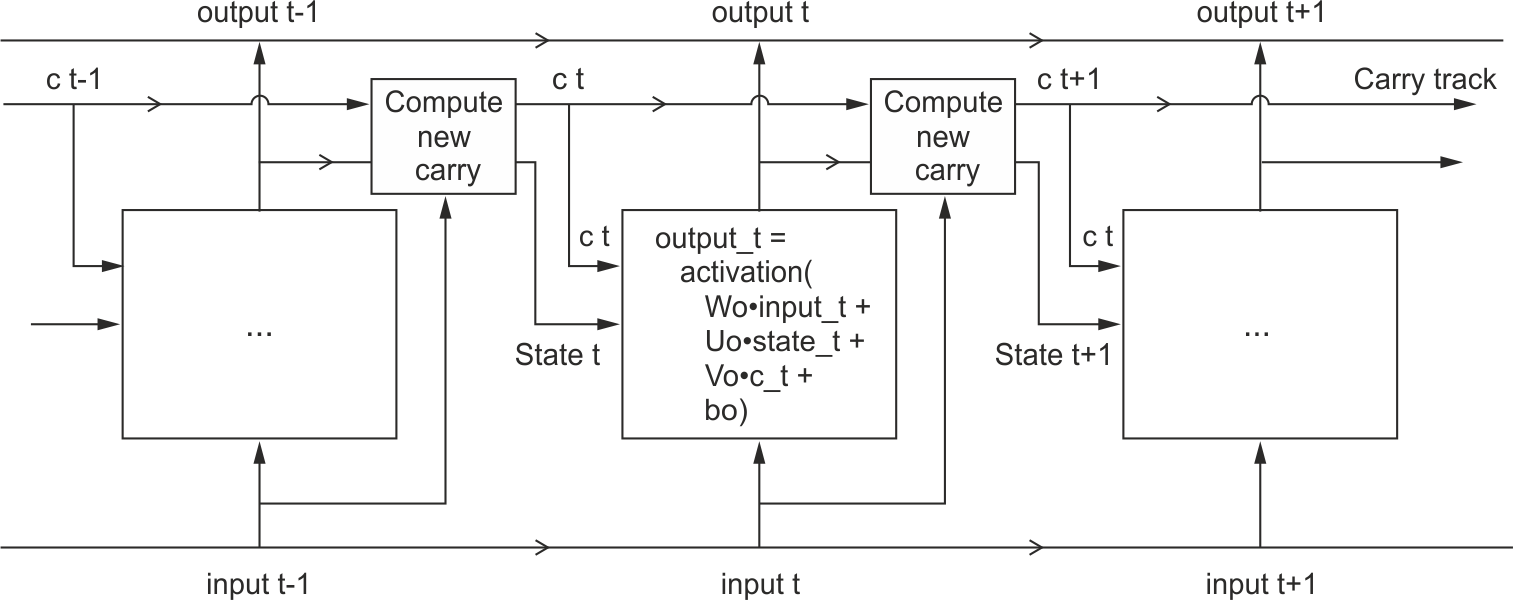 output t-1
output t
output t+1
c t-1
c t
c t+1
Carry track
Compute
new
carry
Compute
new
carry
c t
c t
...
State t
output_t =
activation(
Wo•input_t +
Uo•state_t +
Vo•c_t +
bo)
State t+1
...
input t-1
input t
input t+1